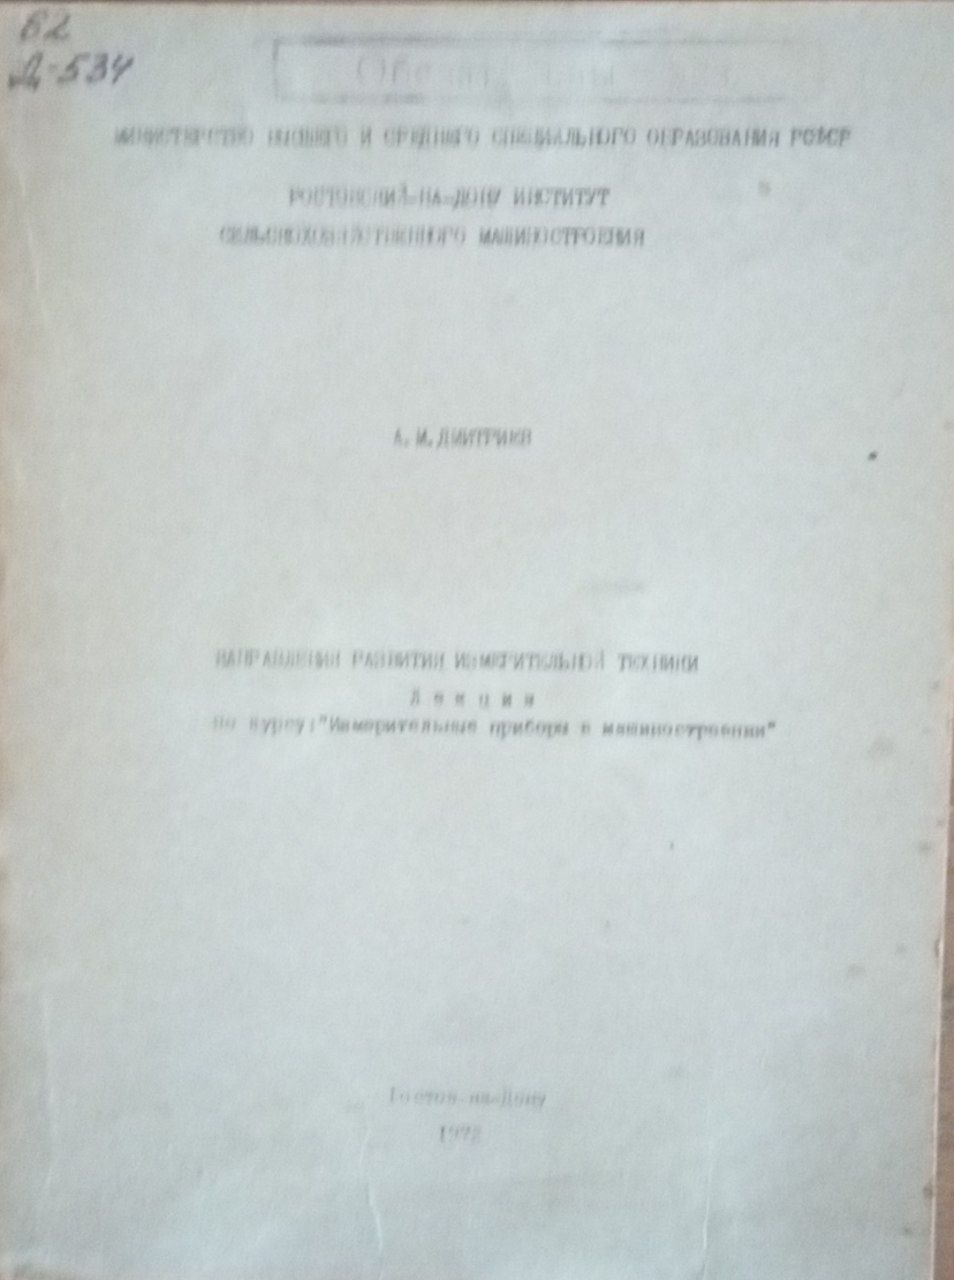 62
Д-534
МИНИСТЕРСТВО ВЫСШЕГО И СРЕДНЕГО СПЕЦИАЛЬНОГО ОБРАЗОВАНИЯ РСФСР
РОСТОВСКИЙ-НА-ДОНУ ИНСТИТУТ
СЕЛЬСКОХОЗЯЙСТВЕННОГО МАШИНОСТРОЕНИЯ
А. И. ДМИТРИЕВ
НАПРАВЛЕНИЯ РАЗВИТИЯ ИЗМЕРИТЕЛЬНОЙ ТЕХНИКИ
Л е к ц и я
по курсу: "Измерительные приборы в машиностроении"
Ростов-на-Дону
1972